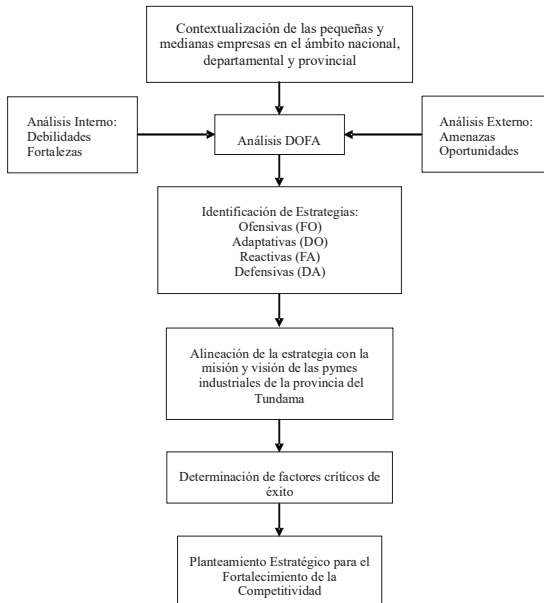 Contextualización de las pequeñas y
medianas empresas en el ámbito nacional,
departamental y provincial
Análisis Interno:
Debilidades
Fortalezas
Análisis DOFA
Análisis Externo:
Amenazas
Oportunidades
Identificación de Estrategias:
Ofensivas (FO)
Adaptativas (DO)
Reactivas (FA)
Defensivas (DA)
Alineación de la estrategia con la
misión y visión de las pymes
industriales de la provincia del
Tundama
Determinación de factores críticos de
éxito
Planteamiento Estratégico para el
Fortalecimiento de la
Competitividad